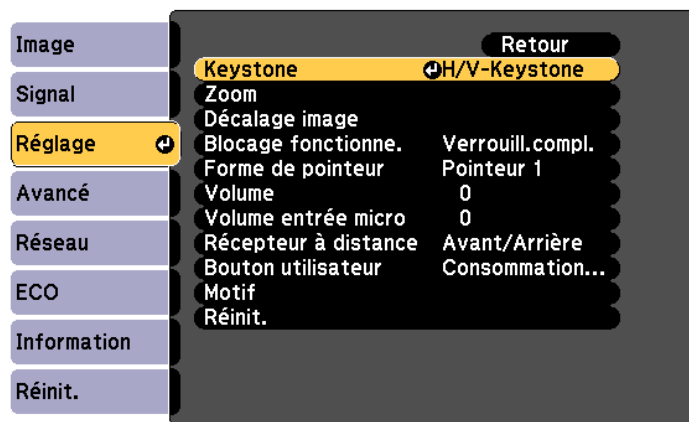 Image
Signal
Réglage
Avancé
Réseau
ECO
Information
Réinit.
Retour
Keystone H/V-Keystone
Zoom
Décalage image
Blocage fonctionne. Verrouill.compl.
Forme de pointeur Pointeur 1
Volume 0
Volume entrée micro 0
Récepteur à distance Avant/Arrière
Bouton utilisateur Consommation...
Motif
Réinit.